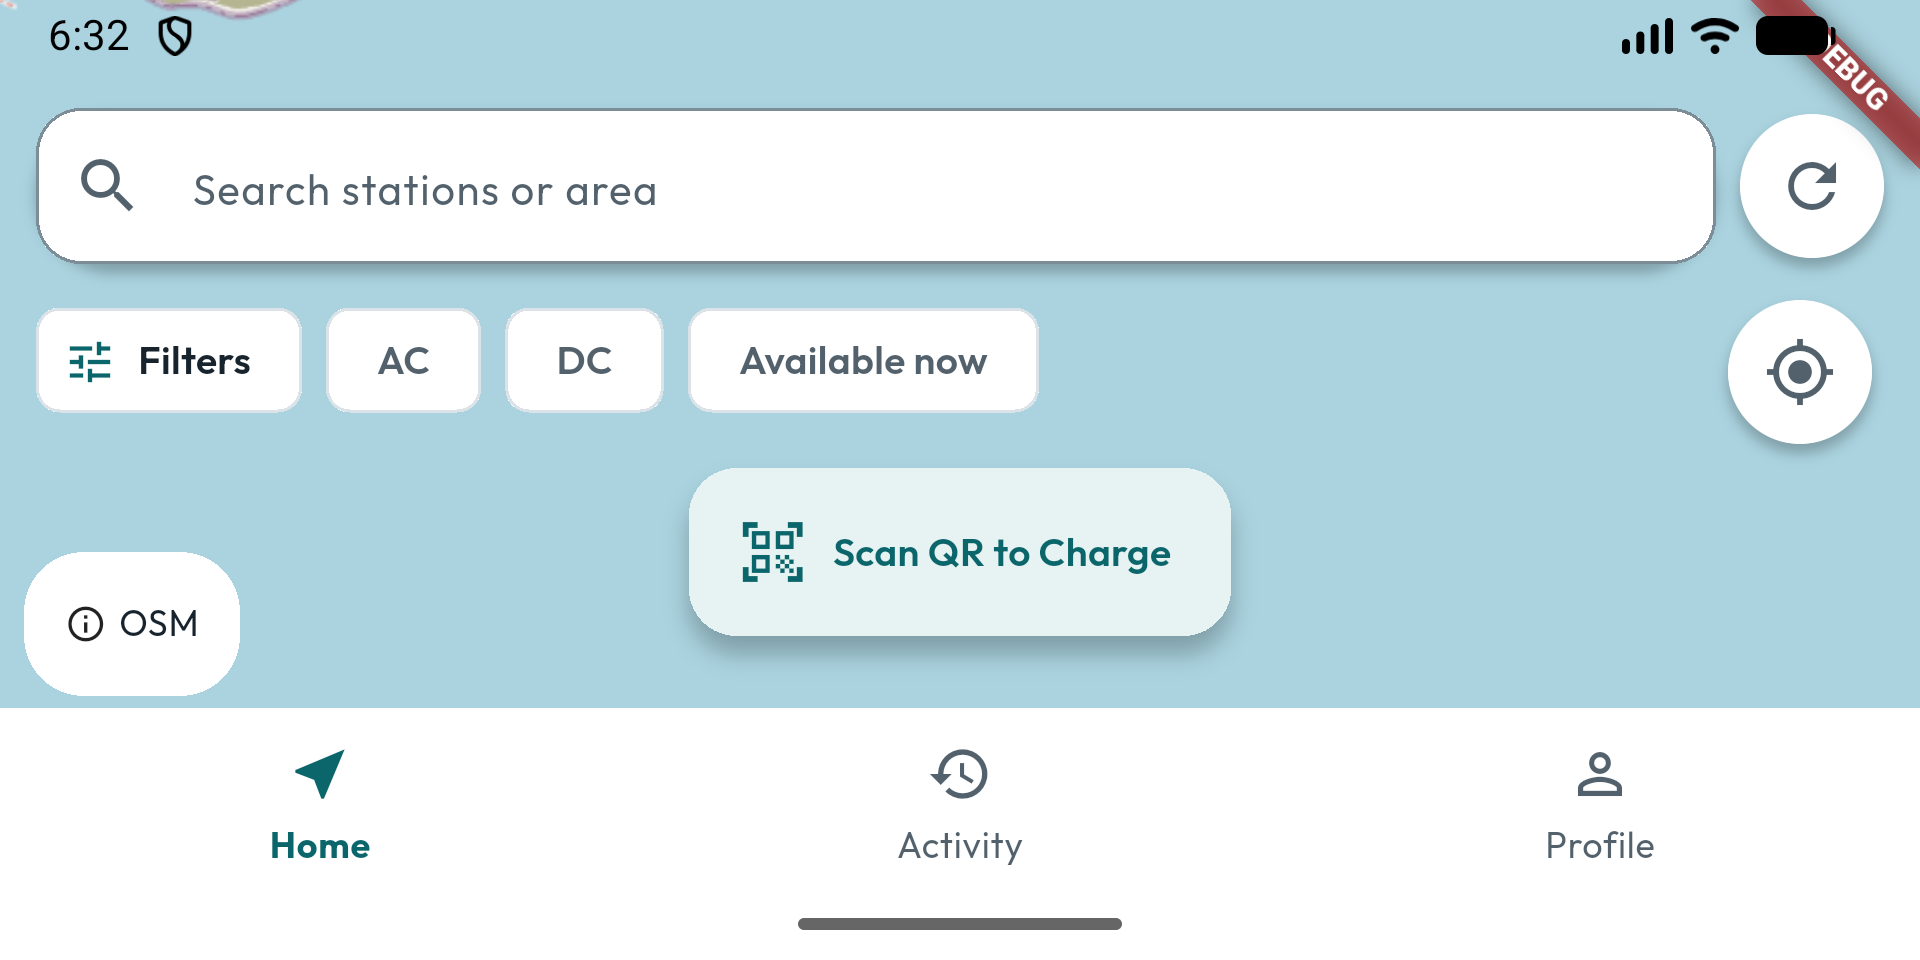 6:32
EBUG
Search stations or area
Filters
AC
DC
Available now
Scan QR to Charge
OSM
Home
Activity
Profile